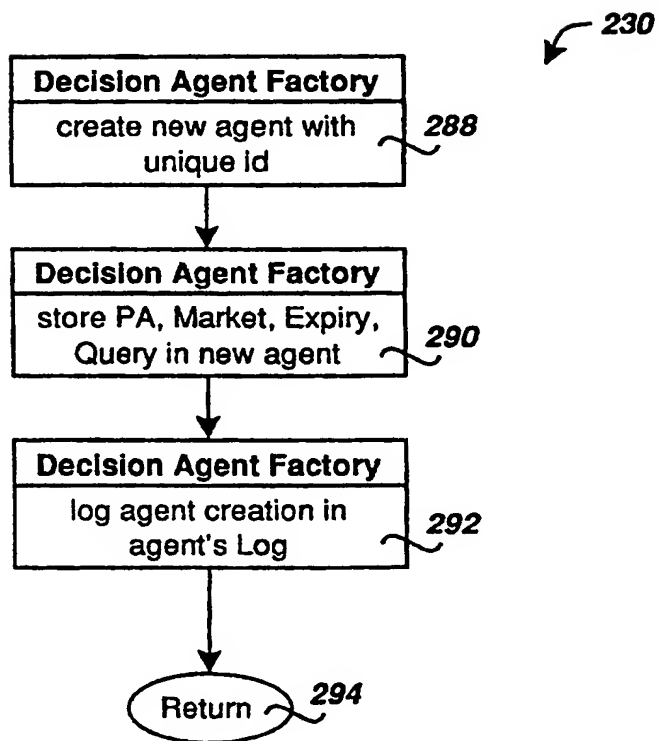 230
Decision Agent Factory
create new agent with
unique id
288
Decision Agent Factory
store PA, Market, Expiry,
Query in new agent
290
Decision Agent Factory
log agent creation in
agent's Log
292
Return
294